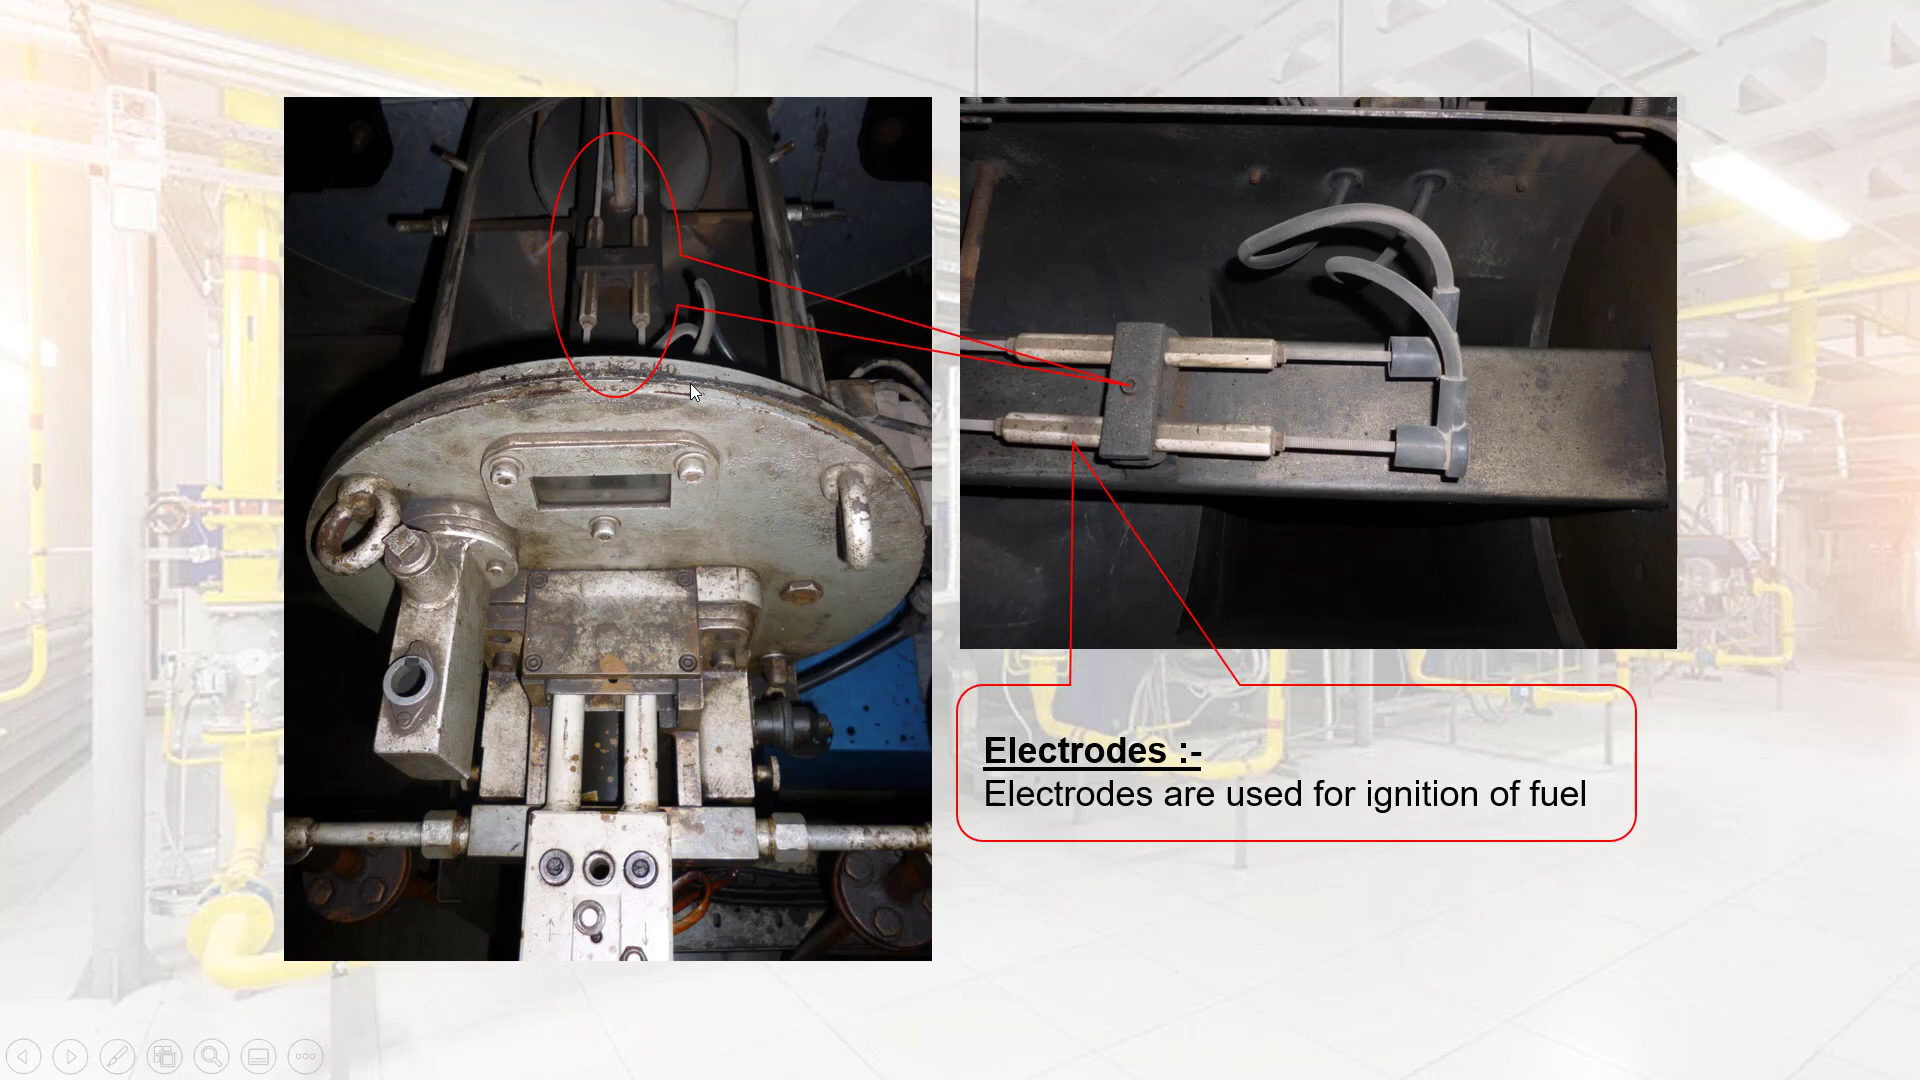 Electrodes :-
Electrodes are used for ignition of fuel